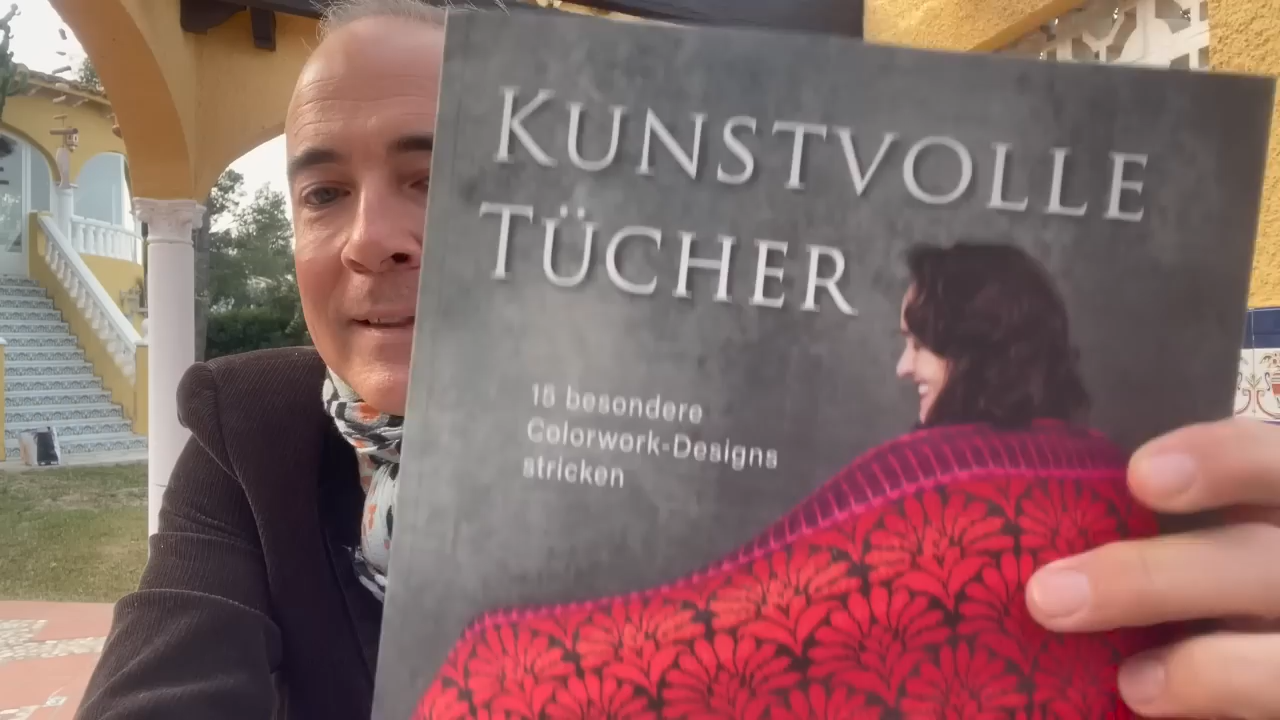 KUNSTVOLLE
TÜCHER
15 besondere
Colorwork-Designs
stricken